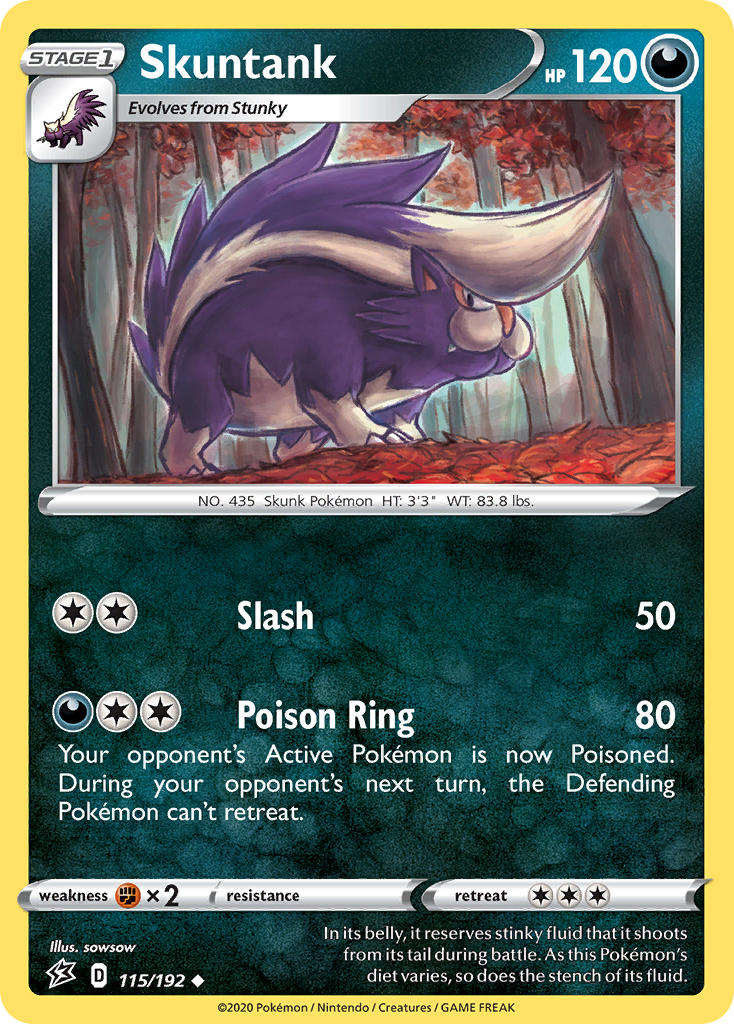 STAGE 1 Skuntank HP 120
Evolves from Stunky
NO. 435 Skunk Pokémon HT: 3'3" WT: 83.8 lbs.
Slash 50
Poison Ring 80
Your opponent's Active Pokémon is now Poisoned.
During your opponent's next turn, the Defending
Pokémon can't retreat.
weakness ×2 resistance retreat
Illus. sowsow
In its belly, it reserves stinky fluid that it shoots
from its tail during battle. As this Pokémon's
diet varies, so does the stench of its fluid.
D 115/192
©2020 Pokémon / Nintendo / Creatures / GAME FREAK